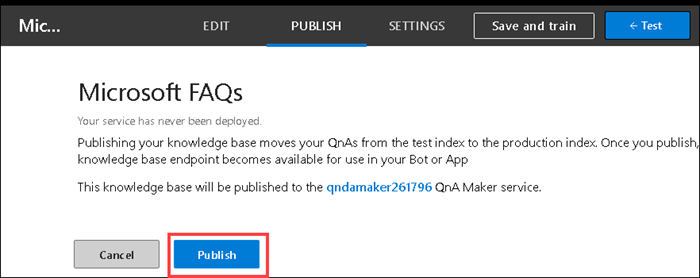 Mic... EDIT PUBLISH SETTINGS Save and train ← Test
Microsoft FAQs
Your service has never been deployed.
Publishing your knowledge base moves your QnAs from the test index to the production index. Once you publish,
knowledge base endpoint becomes available for use in your Bot or App
This knowledge base will be published to the qndamaker261796 QnA Maker service.
Cancel Publish